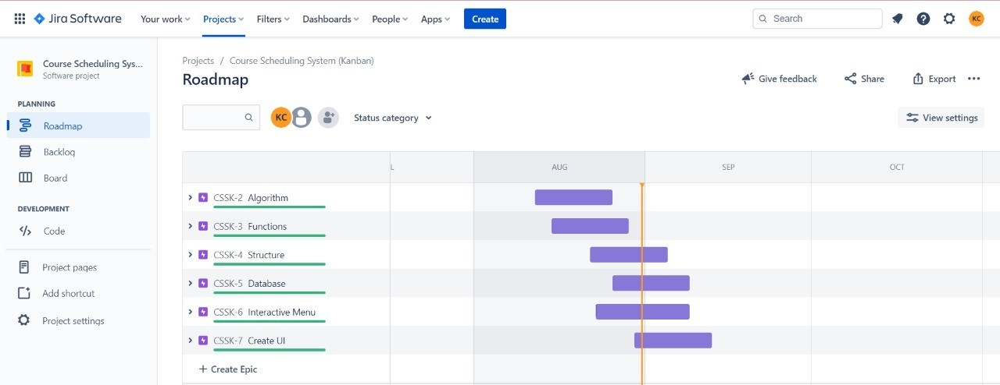 Jira Software Your work Projects Filters Dashboards People Apps Create Search KC
Course Scheduling Sys...
Software project
PLANNING
Roadmap
Backlog
Board
DEVELOPMENT
Code
Project pages
Add shortcut
Project settings
Projects / Course Scheduling System (Kanban)
Roadmap
Give feedback Share Export
KC Status category View settings
L AUG SEP OCT
CSSK-2 Algorithm
CSSK-3 Functions
CSSK-4 Structure
CSSK-5 Database
CSSK-6 Interactive Menu
CSSK-7 Create UI
+ Create Epic